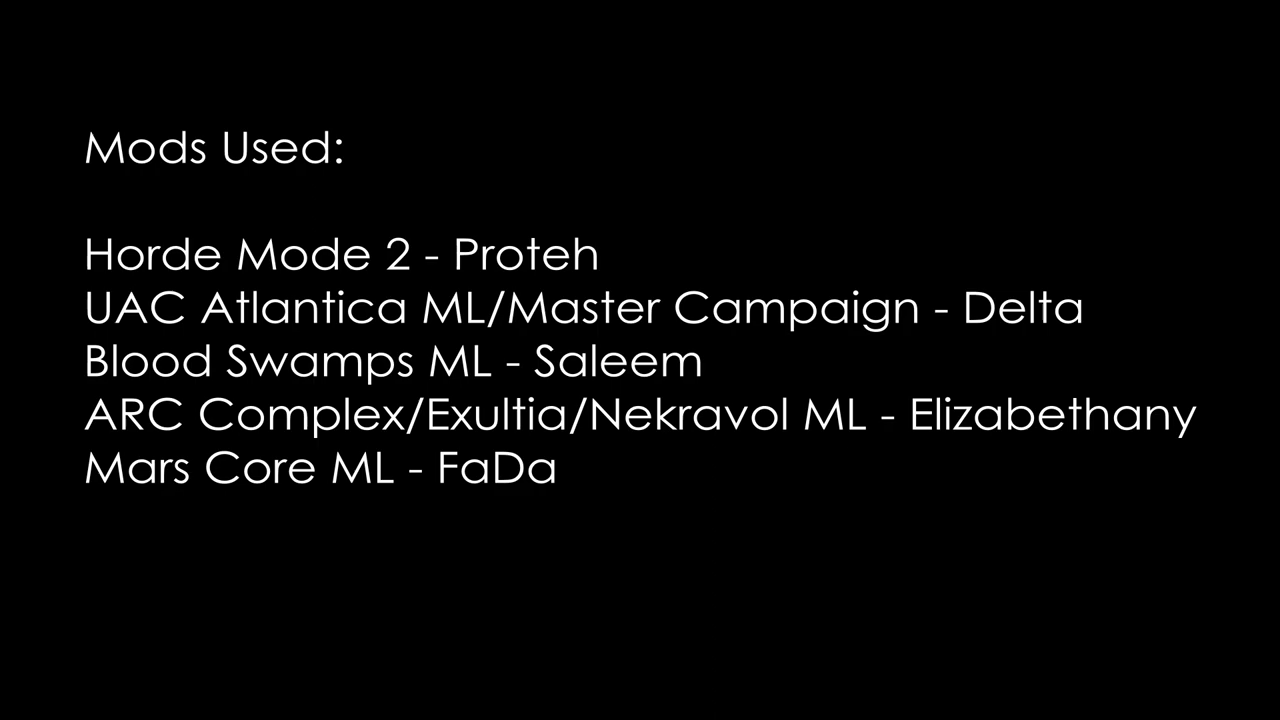 Mods Used:
Horde Mode 2 - Proteh
UAC Atlantica ML/Master Campaign - Delta
Blood Swamps ML - Saleem
ARC Complex/Exultia/Nekravol ML - Elizabethany
Mars Core ML - FaDa